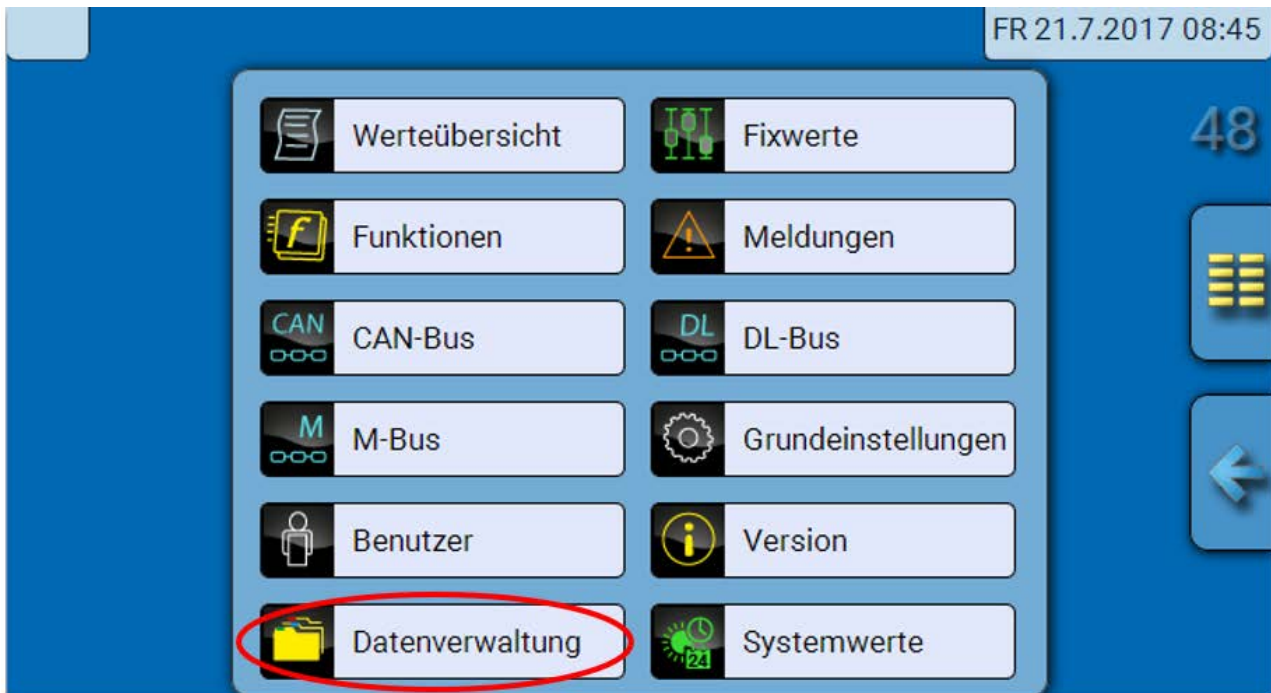 FR 21.7.2017 08:45
48
Werteübersicht
Fixwerte
f Funktionen
Meldungen
CAN CAN-Bus
DL DL-Bus
M M-Bus
Grundeinstellungen
Benutzer
i Version
Datenverwaltung
24 Systemwerte